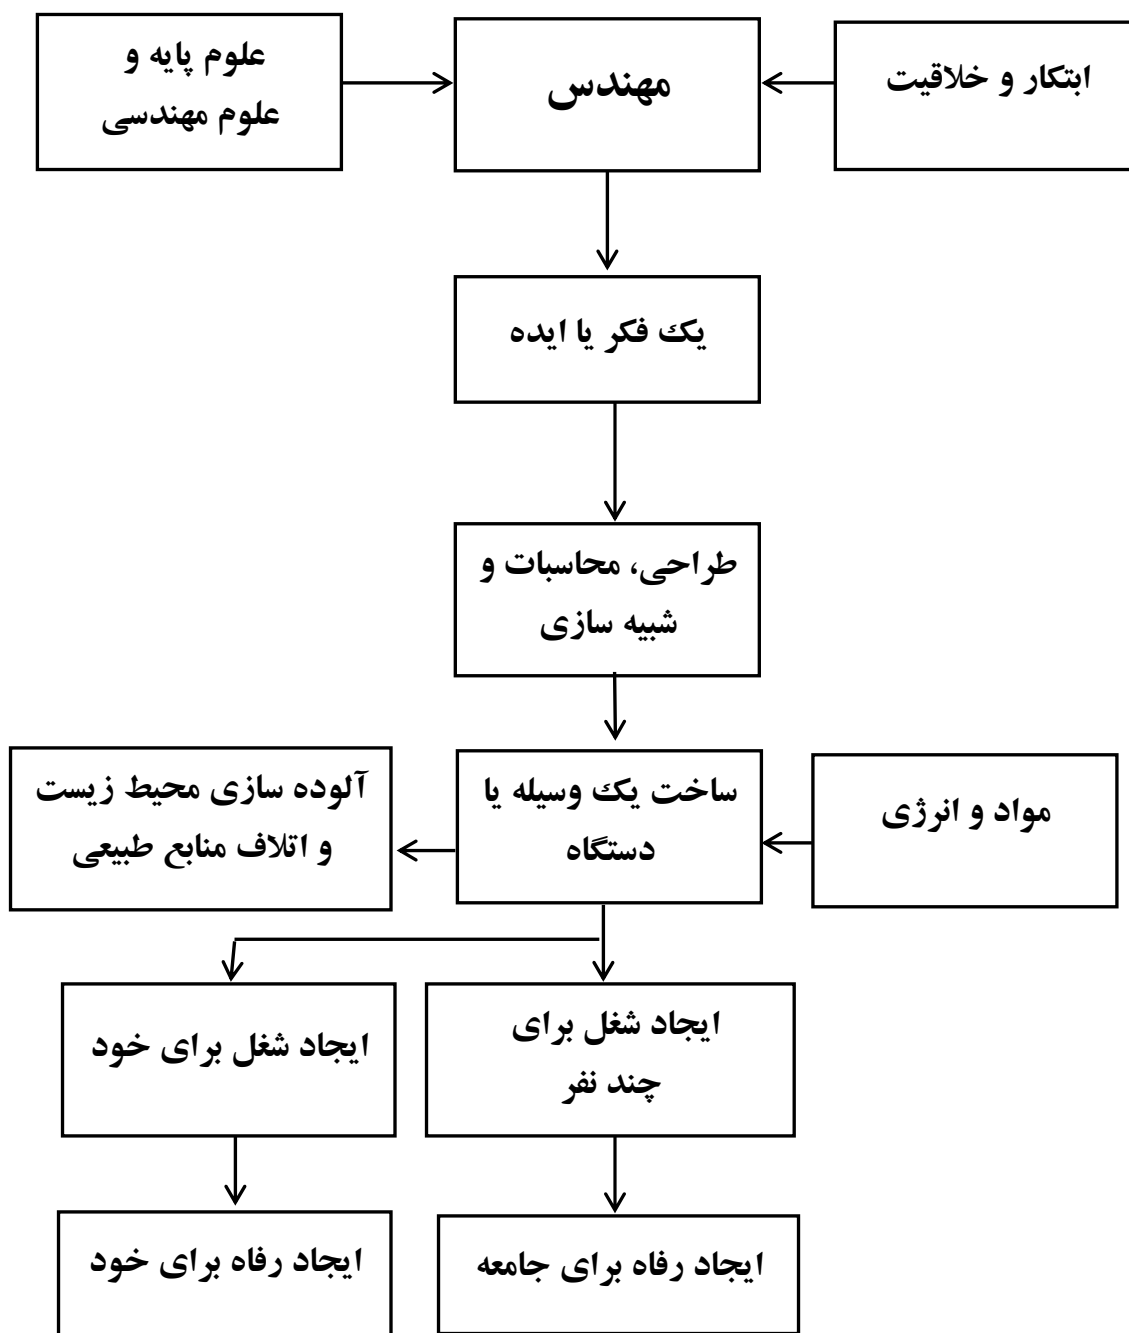 ابتکار و خلاقیت
مهندس
علوم پایه و
علوم مهندسی
یک فکر یا ایده
طراحی، محاسبات و
شبیه سازی
مواد و انرژی
ساخت یک وسیله یا
دستگاه
آلوده سازی محیط زیست
و اتلاف منابع طبیعی
ایجاد شغل برای
چند نفر
ایجاد شغل برای خود
ایجاد رفاه برای جامعه
ایجاد رفاه برای خود